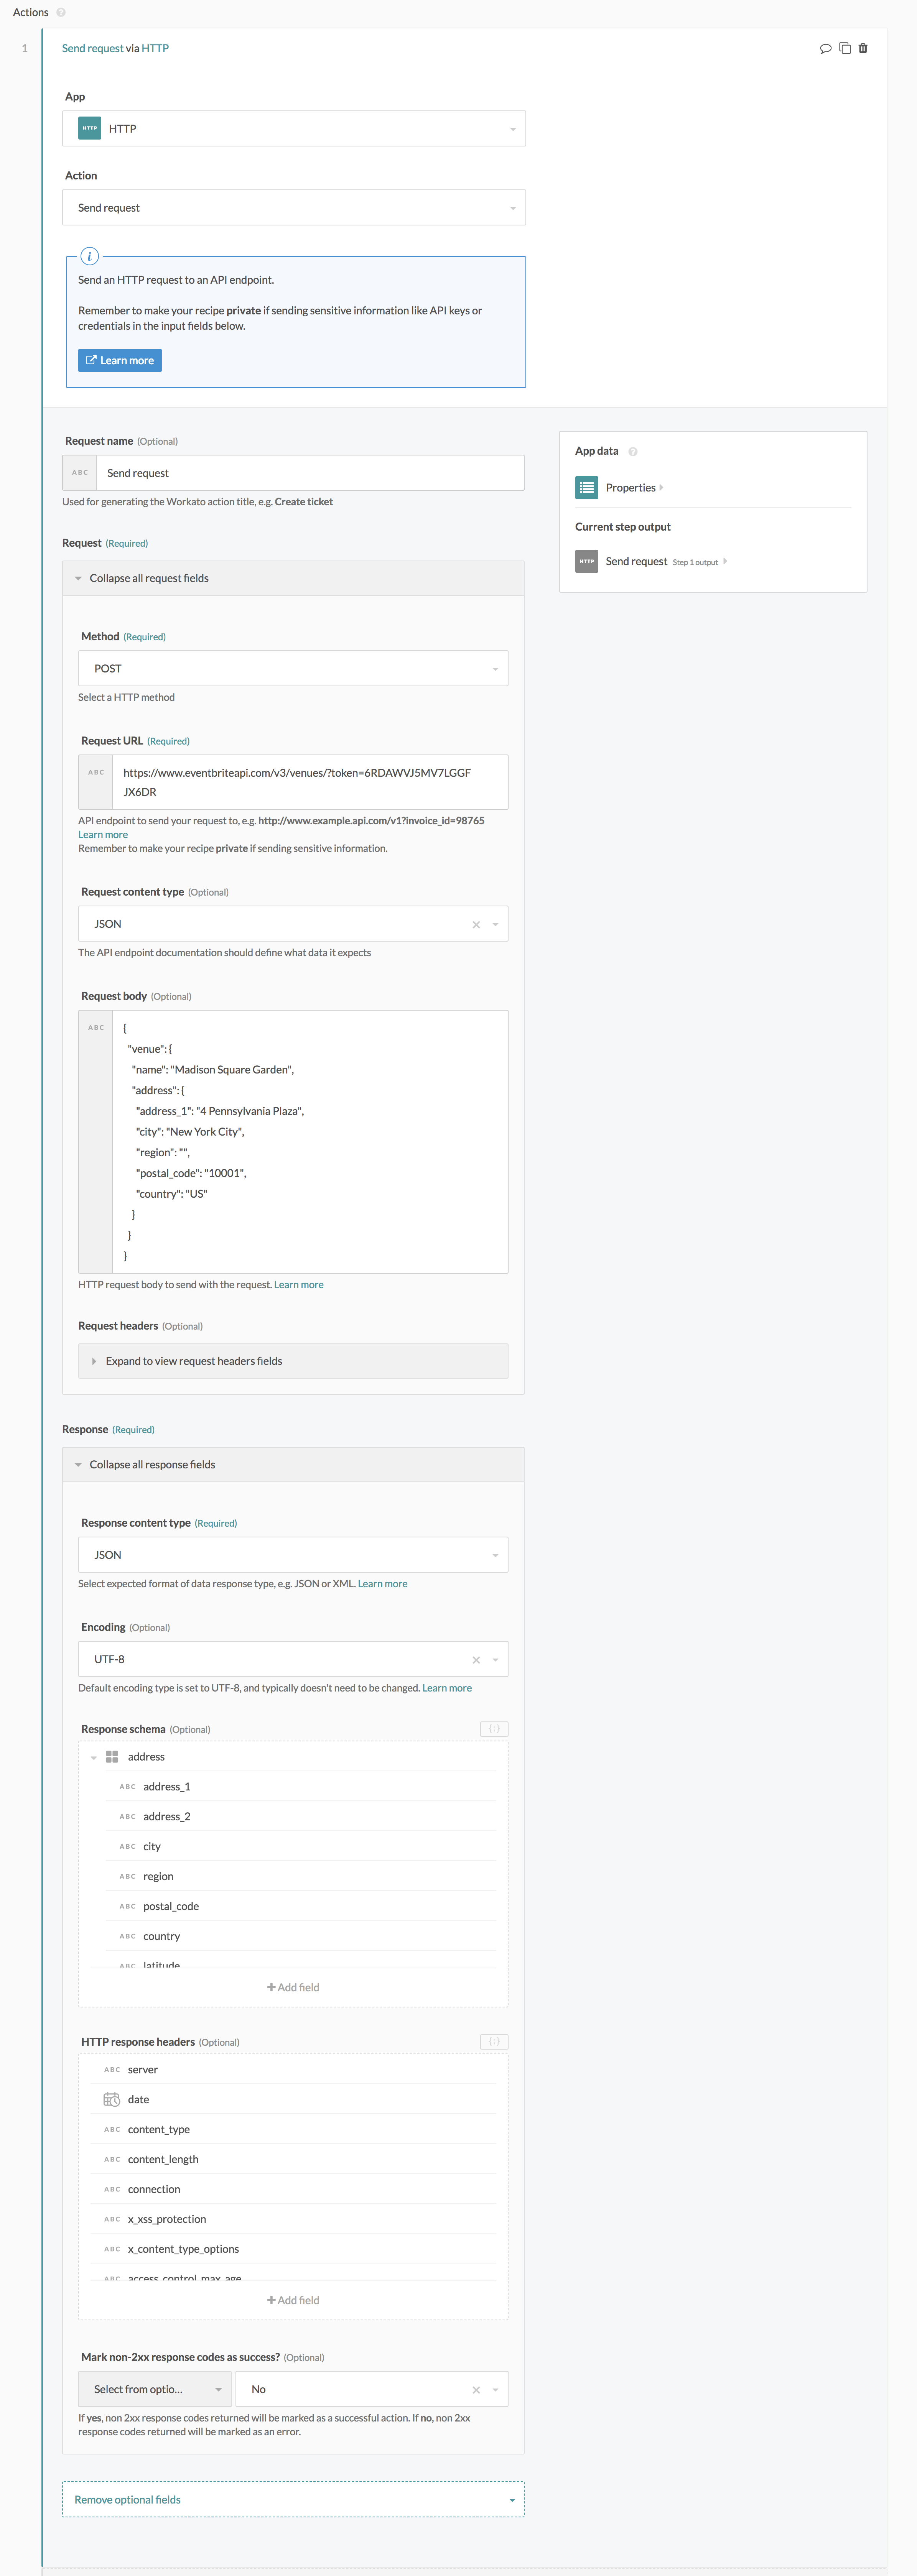 Actions ?
1 Send request via HTTP
App
HTTP HTTP
Action
Send request
i
Send an HTTP request to an API endpoint.
Remember to make your recipe private if sending sensitive information like API keys or
credentials in the input fields below.
Learn more
Request name (Optional)
ABC Send request
Used for generating the Workato action title, e.g. Create ticket
App data ?
Properties
Current step output
HTTP Send request Step 1 output
Request (Required)
Collapse all request fields
Method (Required)
POST
Select a HTTP method
Request URL (Required)
ABC https://www.eventbriteapi.com/v3/venues/?token=6RDAWVJ5MV7LGGF
JX6DR
API endpoint to send your request to, e.g. http://www.example.api.com/v1?invoice_id=98765
Learn more
Remember to make your recipe private if sending sensitive information.
Request content type (Optional)
JSON
The API endpoint documentation should define what data it expects
Request body (Optional)
ABC {
"venue": {
"name": "Madison Square Garden",
"address": {
"address_1": "4 Pennsylvania Plaza",
"city": "New York City",
"region": "",
"postal_code": "10001",
"country": "US"
}
}
}
HTTP request body to send with the request. Learn more
Request headers (Optional)
Expand to view request headers fields
Response (Required)
Collapse all response fields
Response content type (Required)
JSON
Select expected format of data response type, e.g. JSON or XML. Learn more
Encoding (Optional)
UTF-8
Default encoding type is set to UTF-8, and typically doesn't need to be changed. Learn more
Response schema (Optional) {:}
address
ABC address_1
ABC address_2
ABC city
ABC region
ABC postal_code
ABC country
ABC latitude
+ Add field
HTTP response headers (Optional) {:}
ABC server
date
ABC content_type
ABC content_length
ABC connection
ABC x_xss_protection
ABC x_content_type_options
ABC access_control_max_age
+ Add field
Mark non-2xx response codes as success? (Optional)
Select from optio... No
If yes, non 2xx response codes returned will be marked as a successful action. If no, non 2xx
response codes returned will be marked as an error.
Remove optional fields